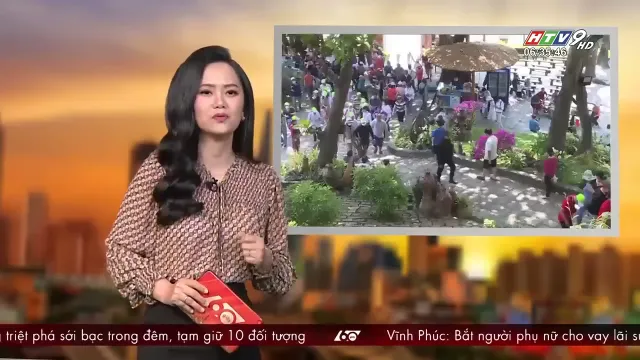 HTV9 HD
06:35:46
triệt phá sới bạc trong đêm, tạm giữ 10 đối tượng
Vĩnh Phúc: Bắt người phụ nữ cho vay lãi s